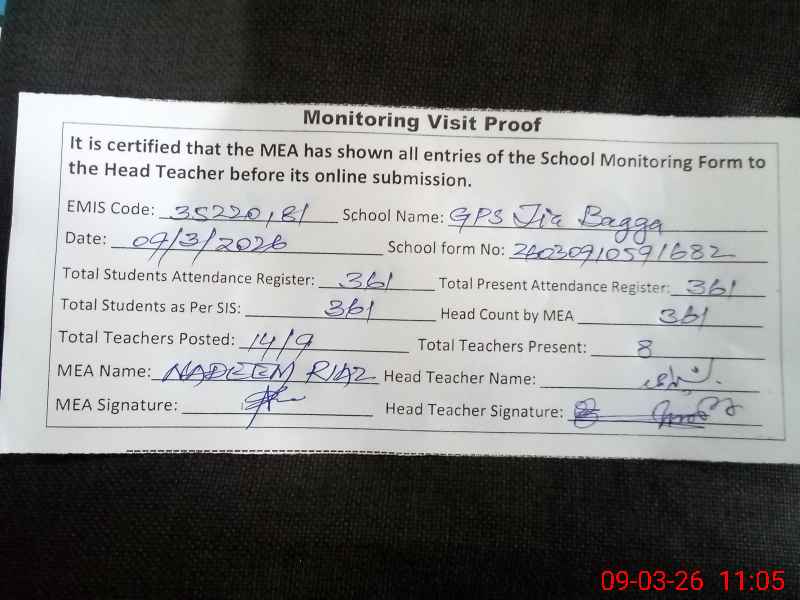 Monitoring Visit Proof
It is certified that the MEA has shown all entries of the School Monitoring Form to
the Head Teacher before its online submission.
EMIS Code: 35220181 School Name: GPS Jia Bagga
Date: 09/3/2026 School form No: 26030910591682
Total Students Attendance Register: 361 Total Present Attendance Register: 361
Total Students as Per SIS: 361 Head Count by MEA 361
Total Teachers Posted: 14/9 Total Teachers Present: 8
MEA Name: NADEEM RIAZ Head Teacher Name:
MEA Signature: Head Teacher Signature:
09-03-26 11:05